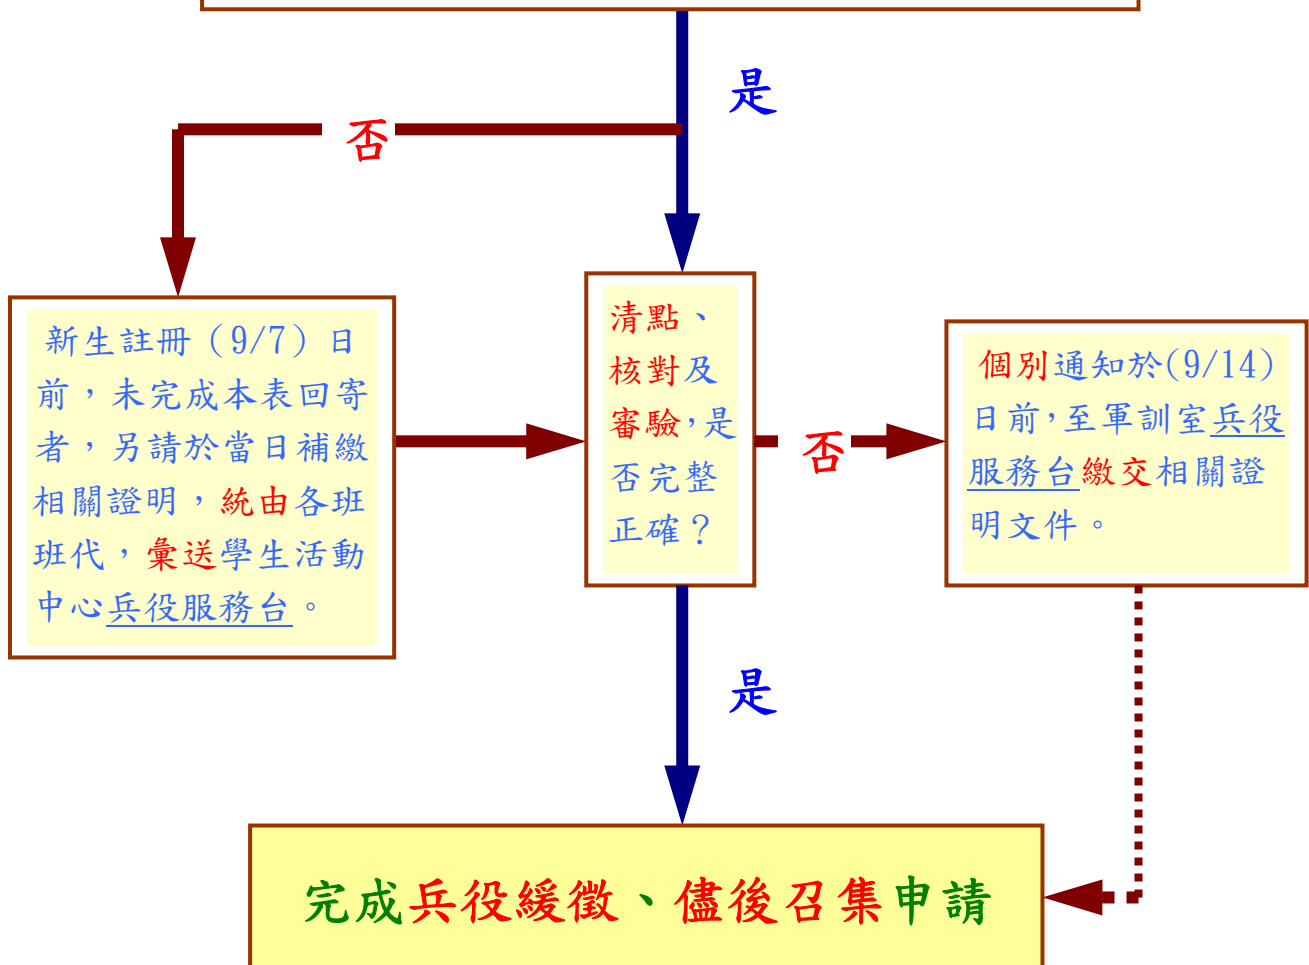 是
否
新生註冊（9/7）日
前，未完成本表回寄
者，另請於當日補繳
相關證明，統由各班
班代，彙送學生活動
中心兵役服務台。
清點、
核對及
審驗，是
否完整
正確？
否
個別通知於(9/14)
日前，至軍訓室兵役
服務台繳交相關證
明文件。
是
完成兵役緩徵、儘後召集申請